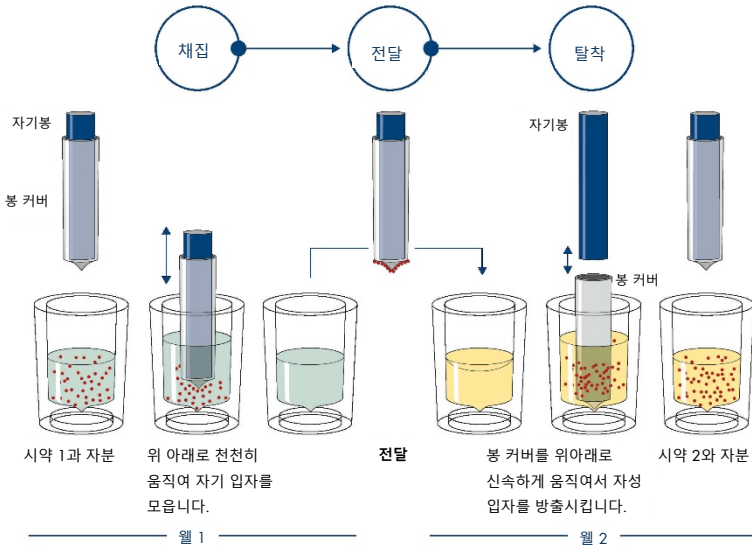 채집
전달
탈착
자기봉
자기봉
봉 커버
봉 커버
시약 1과 자분
위 아래로 천천히
움직여 자기 입자를
모읍니다.
전달
봉 커버를 위아래로
신속하게 움직여서 자성
입자를 방출시킵니다.
시약 2와 자분
웰 1
웰 2